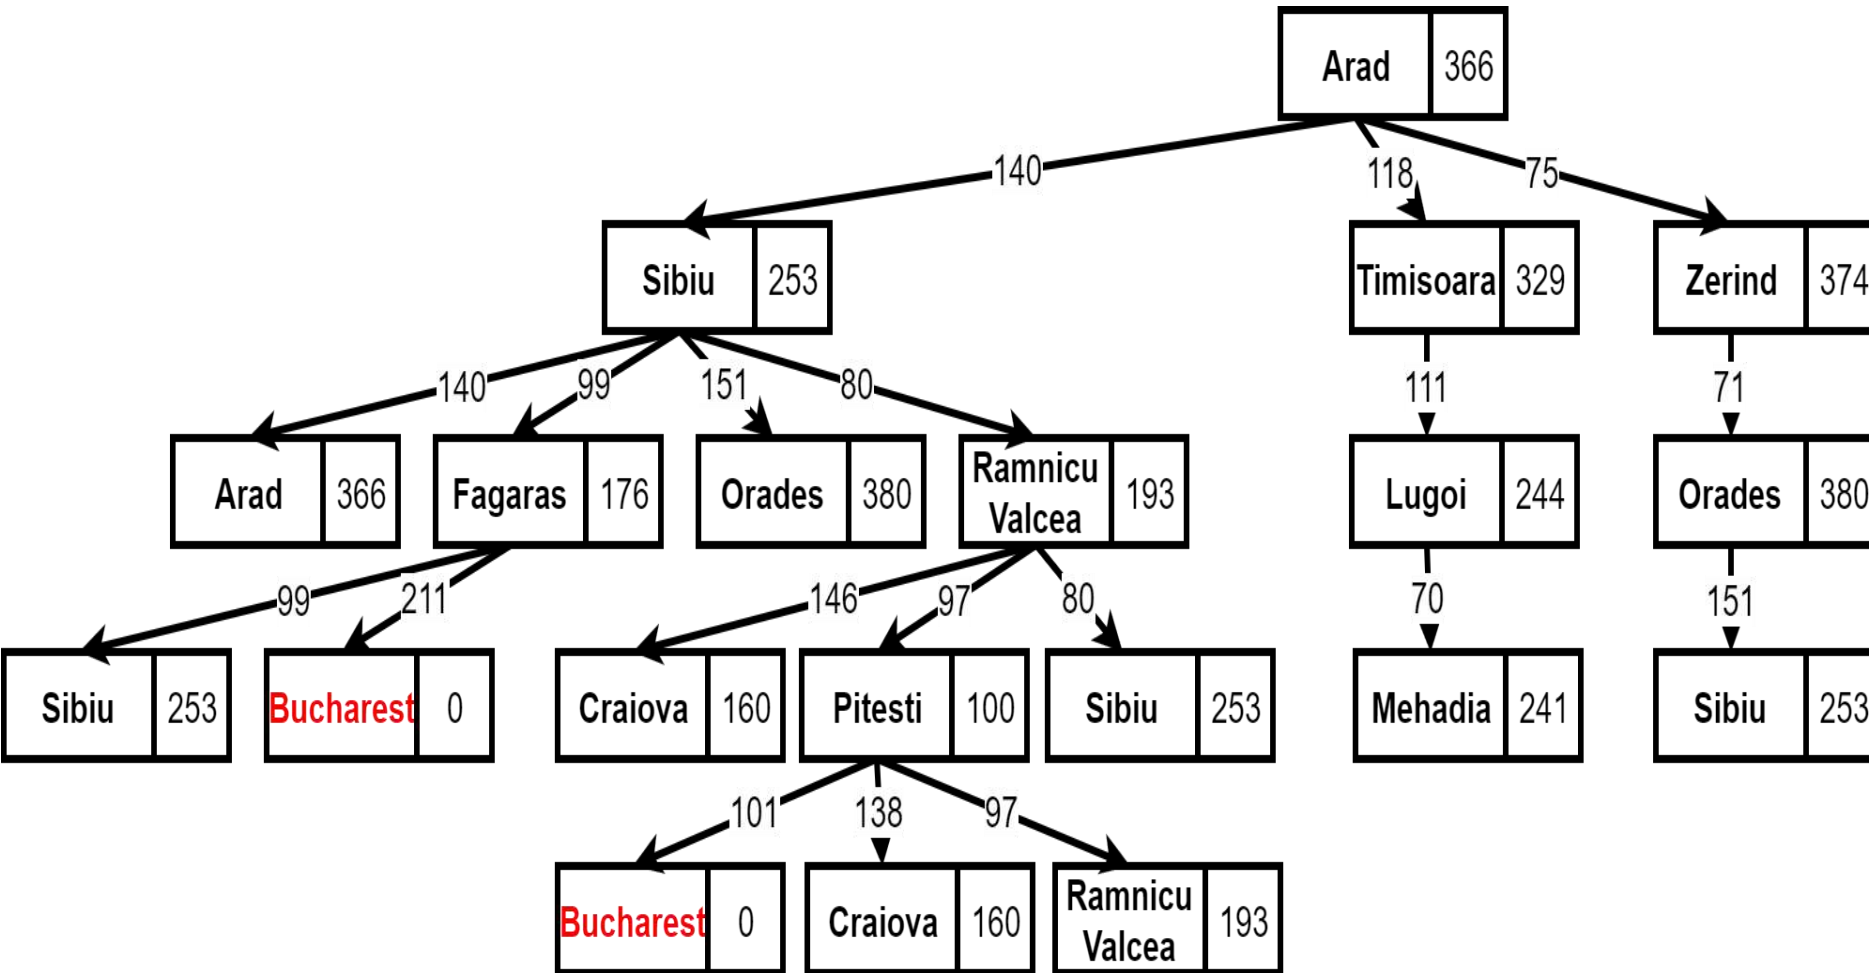 Arad 366
140 118 75
Sibiu 253 Timisoara 329 Zerind 374
140 99 151 80 111 71
Arad 366 Fagaras 176 Orades 380 Ramnicu
Valcea 193 Lugoi 244 Orades 380
99 211 146 97 80 70 151
Sibiu 253 Bucharest 0 Craiova 160 Pitesti 100 Sibiu 253 Mehadia 241 Sibiu 253
101 138 97
Bucharest 0 Craiova 160 Ramnicu
Valcea 193